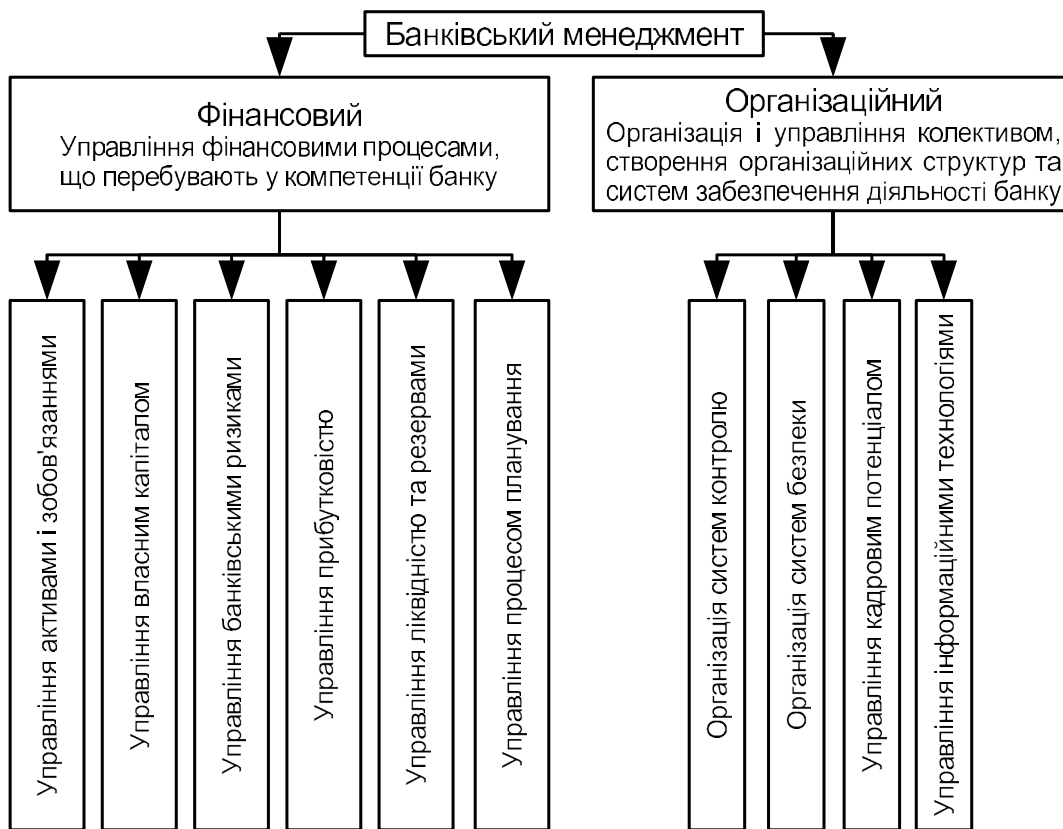 Банківський менеджмент
Фінансовий
Управління фінансовими процесами,
що перебувають у компетенції банку
Організаційний
Організація і управління колективом,
створення організаційних структур та
систем забезпечення діяльності банку
Управління активами і зобов'язаннями
Управління власним капіталом
Управління банківськими ризиками
Управління прибутковістю
Управління ліквідністю та резервами
Управління процесом планування
Організація систем контролю
Організація систем безпеки
Управління кадровим потенціалом
Управління інформаційними технологіями